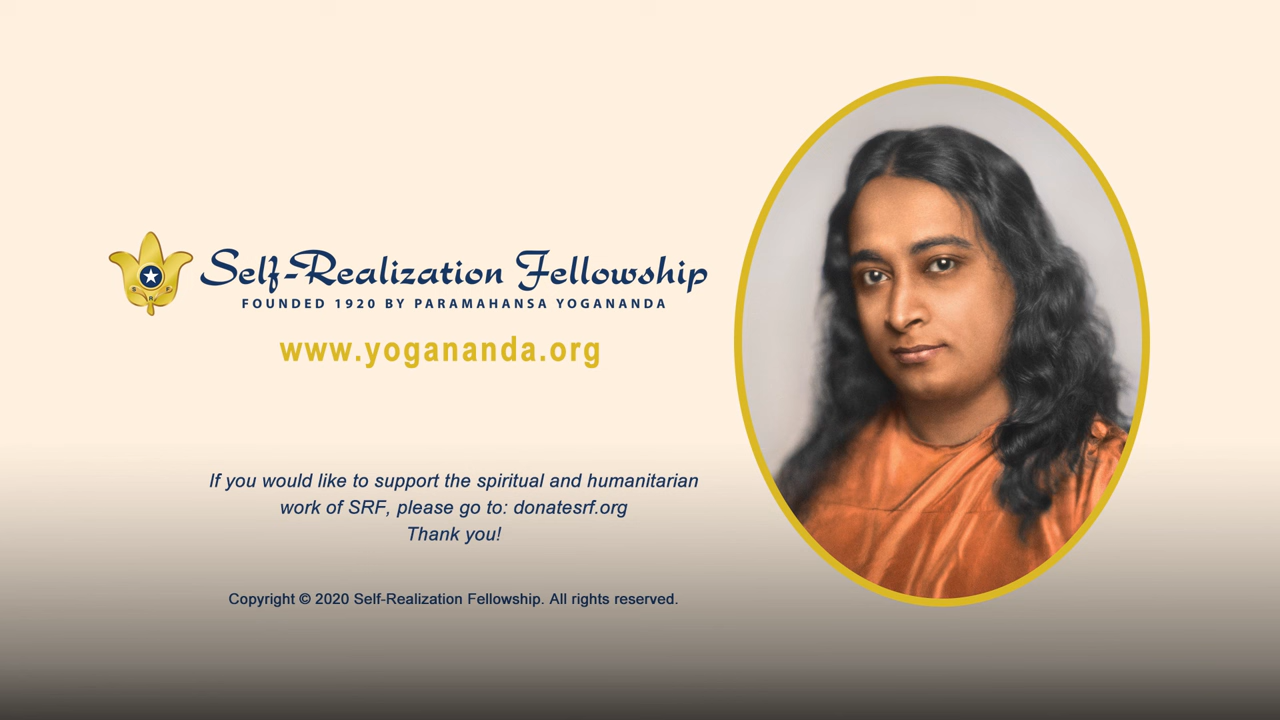 Self-Realization Fellowship
FOUNDED 1920 BY PARAMAHANSA YOGANANDA
www.yogananda.org
If you would like to support the spiritual and humanitarian
work of SRF, please go to: donatesrf.org
Thank you!
Copyright © 2020 Self-Realization Fellowship. All rights reserved.